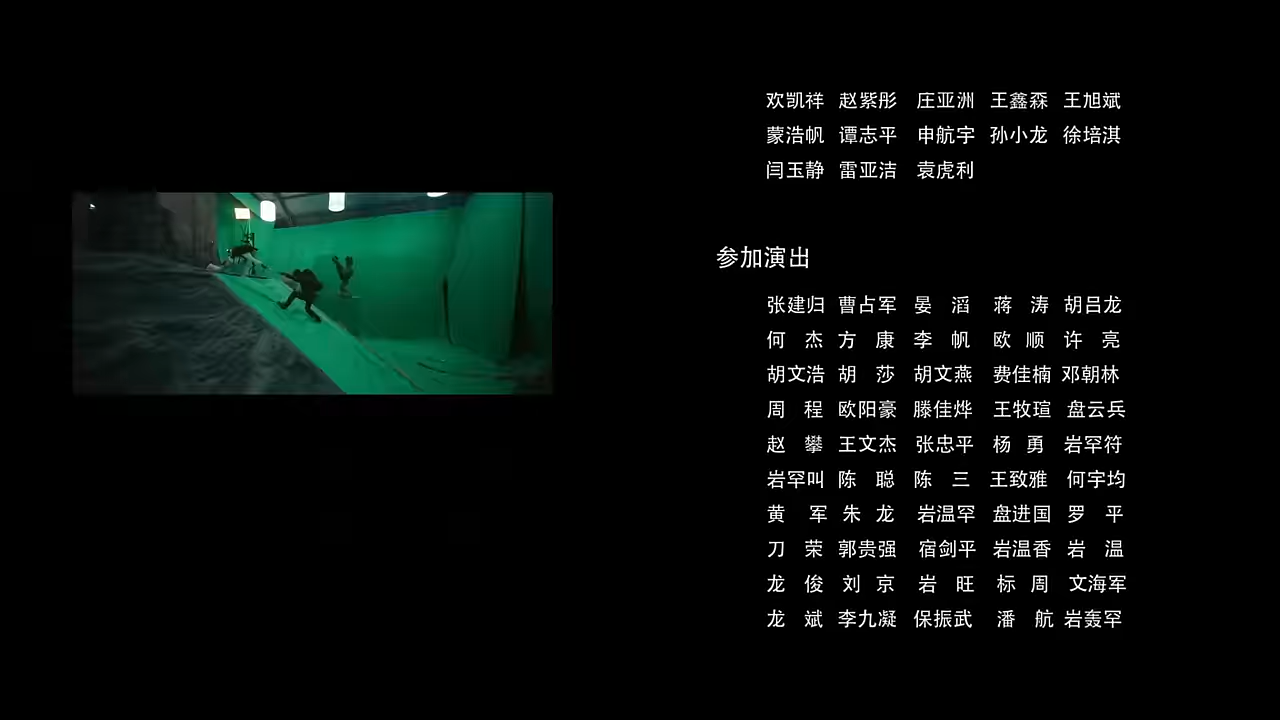 欢凯祥 赵紫彤 庄亚洲 王鑫森 王旭斌
蒙浩帆 谭志平 申航宇 孙小龙 徐培淇
闫玉静 雷亚洁 袁虎利
参加演出
张建归 曹占军 晏滔 蒋涛 胡吕龙
何杰 方康 李帆 欧顺 许亮
胡文浩 胡莎 胡文燕 费佳楠 邓朝林
周程 欧阳豪 滕佳烨 王牧瑄 盘云兵
赵攀 王文杰 张忠平 杨勇 岩罕符
岩罕叫 陈聪 陈三 王致雅 何宇均
黄军 朱龙 岩温罕 盘进国 罗平
刀荣 郭贵强 宿剑平 岩温香 岩温
龙俊 刘京 岩旺 标周 文海军
龙斌 李九凝 保振武 潘航 岩轰罕